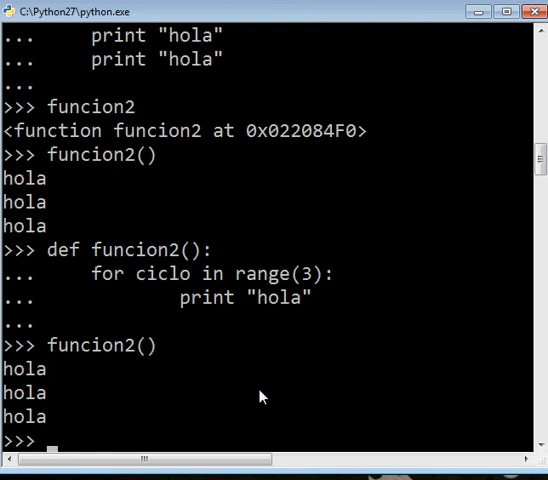 C:\Python27\python.exe
...     print "hola"
...     print "hola"
...
>>> funcion2
<function funcion2 at 0x022084F0>
>>> funcion2()
hola
hola
hola
>>> def funcion2():
...     for ciclo in range(3):
...             print "hola"
...
>>> funcion2()
hola
hola
hola
>>>